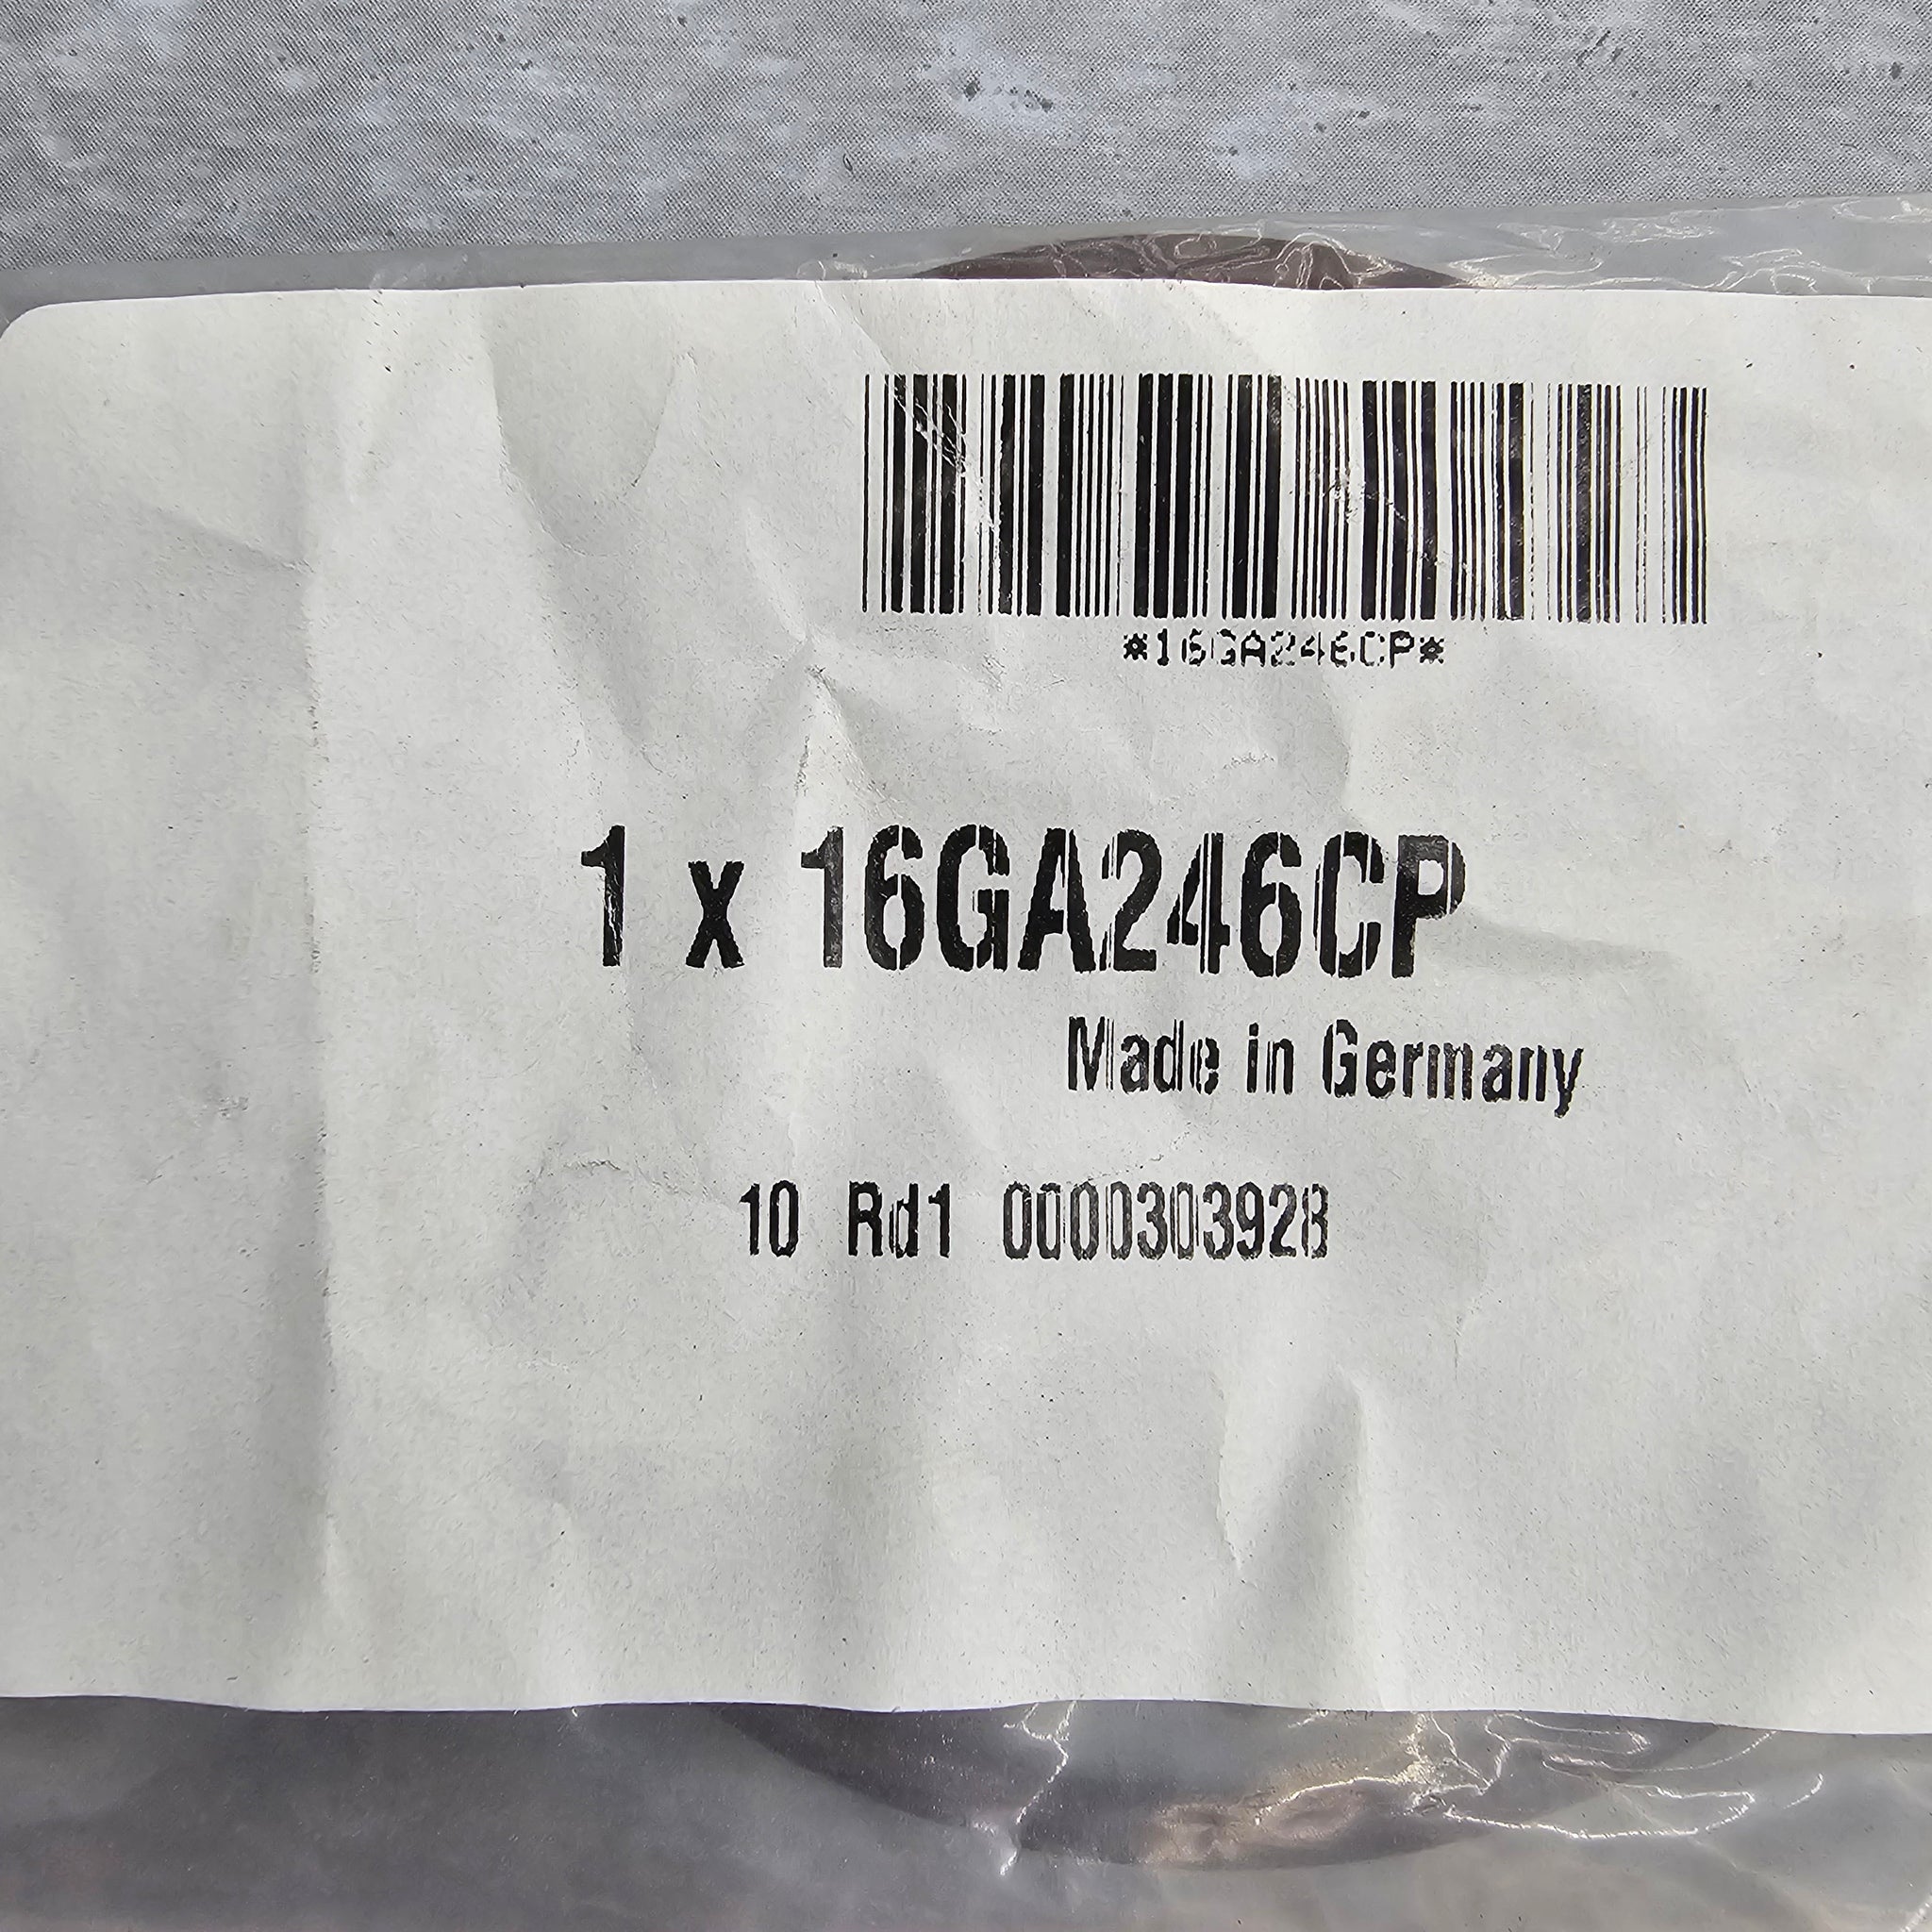 *16GA246CP*
1 x 16GA246CP
Made in Germany
10 Rd1 0000303928